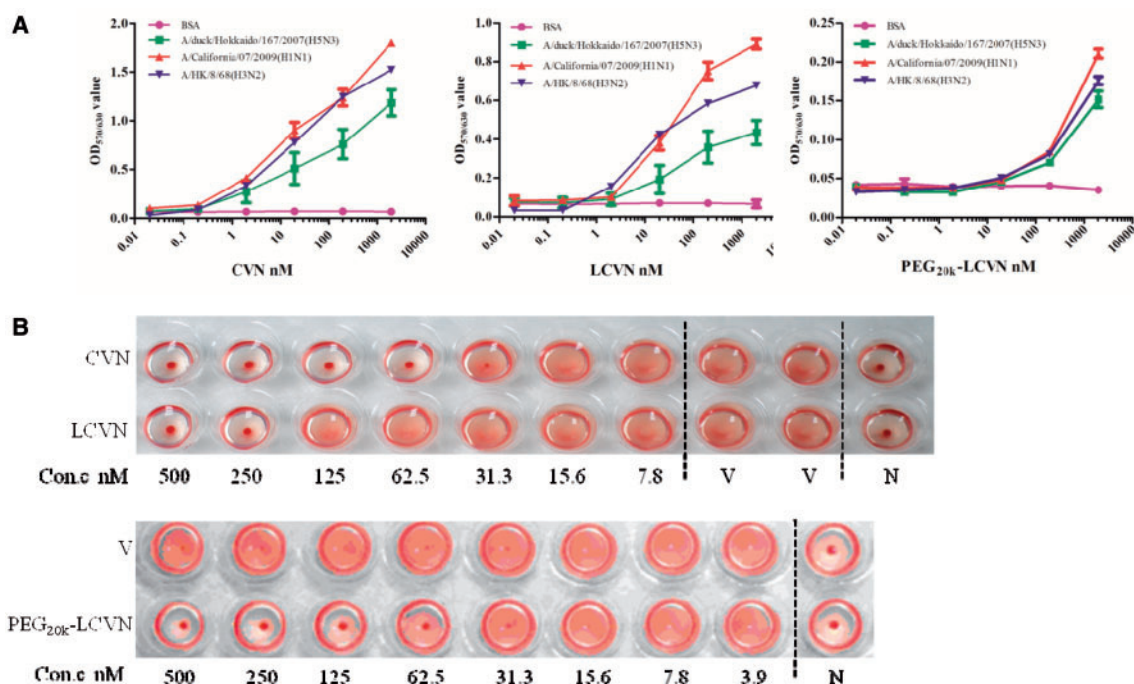 A
BSA
A/duck/Hokkaido/167/2007(H5N3)
A/California/07/2009(H1N1)
A/HK/8/68(H3N2)
OD570/630 value
2.0
1.5
1.0
0.5
0.0
0.01
0.1
1
10
100
1000
10000
CVN nM
BSA
A/duck/Hokkaido/167/2007(H5N3)
A/California/07/2009(H1N1)
A/HK/8/68(H3N2)
OD570/630 value
1.0
0.8
0.6
0.4
0.2
0.0
0.01
0.1
1
10
100
1000
LCVN nM
BSA
A/duck/Hokkaido/167/2007(H5N3)
A/California/07/2009(H1N1)
A/HK/8/68(H3N2)
OD570/630 value
0.25
0.20
0.15
0.10
0.05
0.00
0.01
0.1
1
10
100
1000
10000
PEG20k-LCVN nM
B
CVN
LCVN
Con.c nM 500 250 125 62.5 31.3 15.6 7.8 V V N
V
PEG20k-LCVN
Con.c nM 500 250 125 62.5 31.3 15.6 7.8 3.9 N